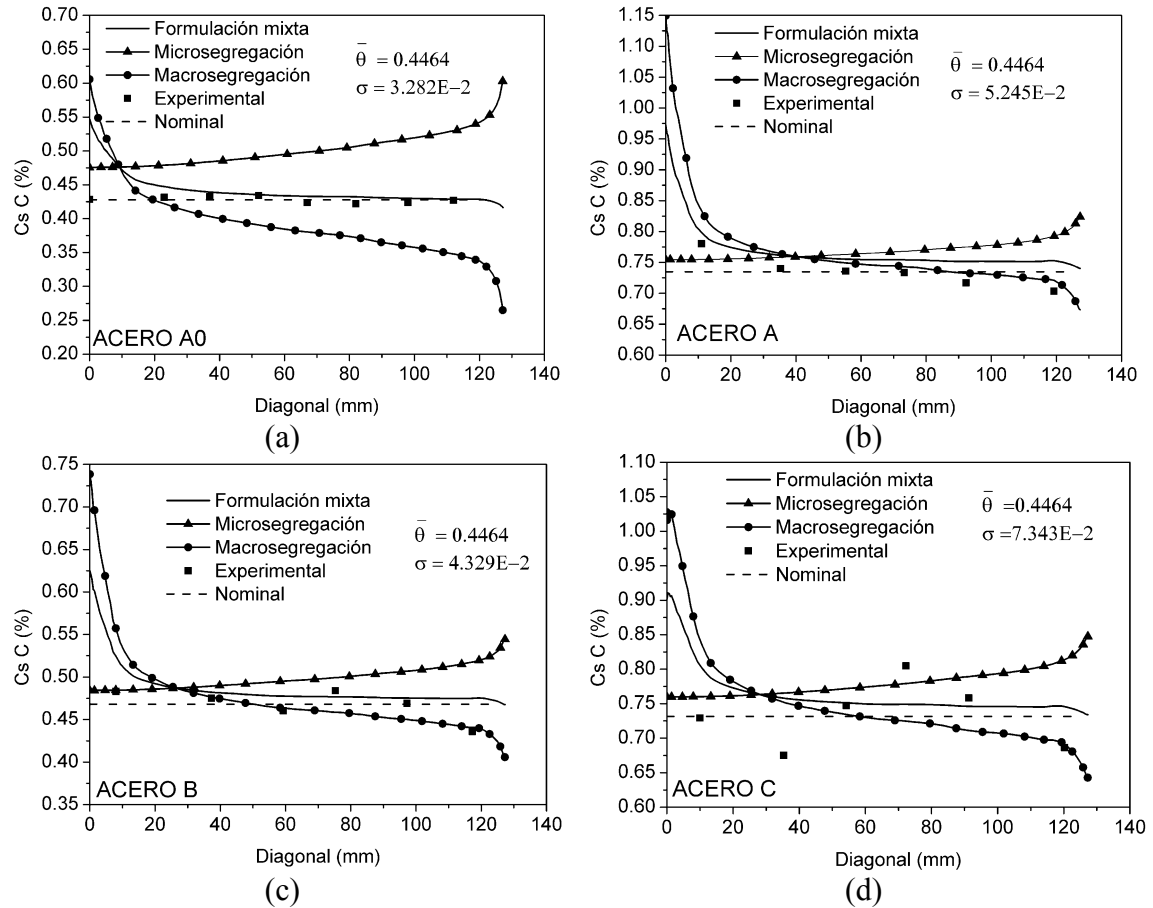 0.70
0.65
0.60
0.55
0.50
0.45
0.40
0.35
0.30
0.25
0.20
Cs C (%)
Formulación mixta
Microsegregación
Macrosegregación
Experimental
Nominal
θ̄ = 0.4464
σ = 3.282E−2
ACERO A0
0 20 40 60 80 100 120 140
Diagonal (mm)
(a)
1.15
1.10
1.05
1.00
0.95
0.90
0.85
0.80
0.75
0.70
0.65
0.60
Cs C (%)
Formulación mixta
Microsegregación
Macrosegregación
Experimental
Nominal
θ̄ = 0.4464
σ = 5.245E−2
ACERO A
0 20 40 60 80 100 120 140
Diagonal (mm)
(b)
0.75
0.70
0.65
0.60
0.55
0.50
0.45
0.40
0.35
Cs C (%)
Formulación mixta
Microsegregación
Macrosegregación
Experimental
Nominal
θ̄ = 0.4464
σ = 4.329E−2
ACERO B
0 20 40 60 80 100 120 140
Diagonal (mm)
(c)
1.10
1.05
1.00
0.95
0.90
0.85
0.80
0.75
0.70
0.65
0.60
Cs C (%)
Formulación mixta
Microsegregación
Macrosegregación
Experimental
Nominal
θ̄ =0.4464
σ =7.343E−2
ACERO C
0 20 40 60 80 100 120 140
Diagonal (mm)
(d)